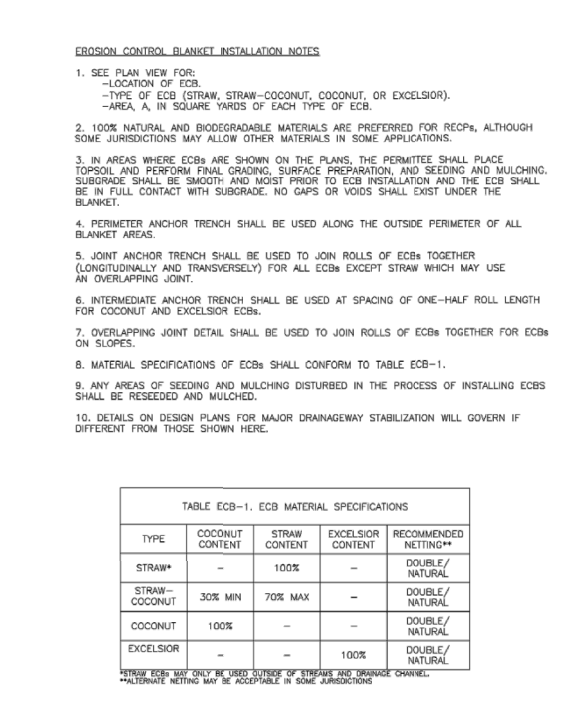 EROSION CONTROL BLANKET INSTALLATION NOTES
1. SEE PLAN VIEW FOR:
-LOCATION OF ECB.
-TYPE OF ECB (STRAW, STRAW-COCONUT, COCONUT, OR EXCELSIOR).
-AREA, A, IN SQUARE YARDS OF EACH TYPE OF ECB.
2. 100% NATURAL AND BIODEGRADABLE MATERIALS ARE PREFERRED FOR RECPs, ALTHOUGH
SOME JURISDICTIONS MAY ALLOW OTHER MATERIALS IN SOME APPLICATIONS.
3. IN AREAS WHERE ECBs ARE SHOWN ON THE PLANS, THE PERMITTEE SHALL PLACE
TOPSOIL AND PERFORM FINAL GRADING, SURFACE PREPARATION, AND SEEDING AND MULCHING.
SUBGRADE SHALL BE SMOOTH AND MOIST PRIOR TO ECB INSTALLATION AND THE ECB SHALL
BE IN FULL CONTACT WITH SUBGRADE. NO GAPS OR VOIDS SHALL EXIST UNDER THE
BLANKET.
4. PERIMETER ANCHOR TRENCH SHALL BE USED ALONG THE OUTSIDE PERIMETER OF ALL
BLANKET AREAS.
5. JOINT ANCHOR TRENCH SHALL BE USED TO JOIN ROLLS OF ECBs TOGETHER
(LONGITUDINALLY AND TRANSVERSELY) FOR ALL ECBs EXCEPT STRAW WHICH MAY USE
AN OVERLAPPING JOINT.
6. INTERMEDIATE ANCHOR TRENCH SHALL BE USED AT SPACING OF ONE-HALF ROLL LENGTH
FOR COCONUT AND EXCELSIOR ECBs.
7. OVERLAPPING JOINT DETAIL SHALL BE USED TO JOIN ROLLS OF ECBs TOGETHER FOR ECBs
ON SLOPES.
8. MATERIAL SPECIFICATIONS OF ECBs SHALL CONFORM TO TABLE ECB-1.
9. ANY AREAS OF SEEDING AND MULCHING DISTURBED IN THE PROCESS OF INSTALLING ECBS
SHALL BE RESEEDED AND MULCHED.
10. DETAILS ON DESIGN PLANS FOR MAJOR DRAINAGEWAY STABILIZATION WILL GOVERN IF
DIFFERENT FROM THOSE SHOWN HERE.
TABLE ECB-1. ECB MATERIAL SPECIFICATIONS
TYPE COCONUT CONTENT STRAW CONTENT EXCELSIOR CONTENT RECOMMENDED NETTING**
STRAW* - 100% - DOUBLE/ NATURAL
STRAW- COCONUT 30% MIN 70% MAX - DOUBLE/ NATURAL
COCONUT 100% - - DOUBLE/ NATURAL
EXCELSIOR - - 100% DOUBLE/ NATURAL
*STRAW ECBs MAY ONLY BE USED OUTSIDE OF STREAMS AND DRAINAGE CHANNEL.
**ALTERNATE NETTING MAY BE ACCEPTABLE IN SOME JURISDICTIONS